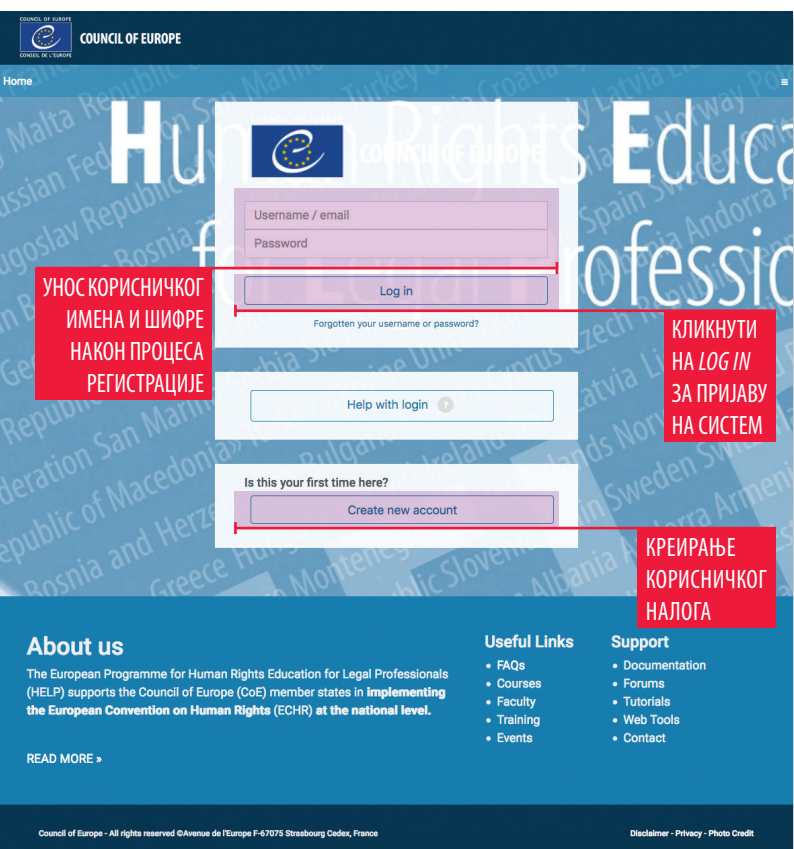 COUNCIL OF EUROPE
CONSEIL DE L'EUROPE
COUNCIL OF EUROPE
Home
Human Rights Educa
for Legal Professio
COUNCIL OF EUROPE
Username / email
Password
Log in
Forgotten your username or password?
УНОС КОРИСНИЧКОГ
ИМЕНА И ШИФРЕ
НАКОН ПРОЦЕСА
РЕГИСТРАЦИЈЕ
КЛИКНУТИ
НА LOG IN
ЗА ПРИЈАВУ
НА СИСТЕМ
Help with login ?
Is this your first time here?
Create new account
КРЕИРАЊЕ
КОРИСНИЧКОГ
НАЛОГА
About us
The European Programme for Human Rights Education for Legal Professionals
(HELP) supports the Council of Europe (CoE) member states in implementing
the European Convention on Human Rights (ECHR) at the national level.
READ MORE »
Useful Links
• FAQs
• Courses
• Faculty
• Training
• Events
Support
• Documentation
• Forums
• Tutorials
• Web Tools
• Contact
Council of Europe - All rights reserved ©Avenue de l'Europe F-67075 Strasbourg Cedex, France
Disclaimer - Privacy - Photo Credit